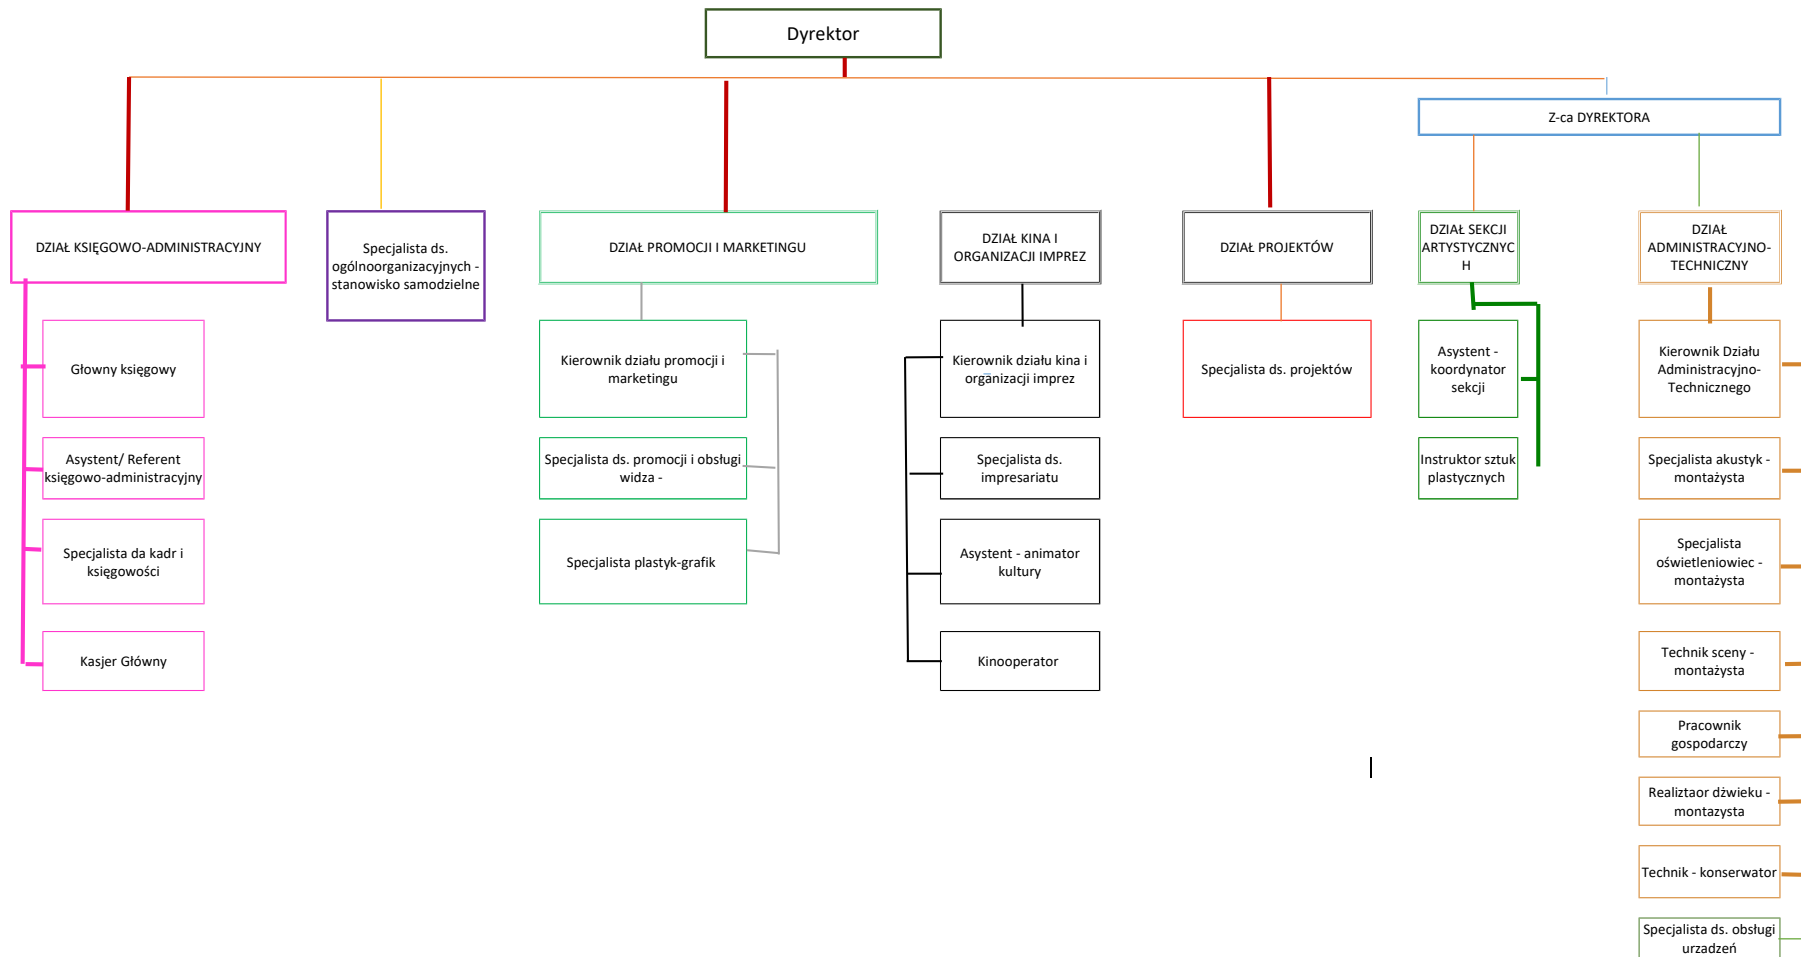 Dyrektor
Z-ca DYREKTORA
DZIAŁ KSIĘGOWO-ADMINISTRACYJNY
Specjalista ds.
ogólnoorganizacyjnych -
stanowisko samodzielne
DZIAŁ PROMOCJI I MARKETINGU
DZIAŁ KINA I
ORGANIZACJI IMPREZ
DZIAŁ PROJEKTÓW
DZIAŁ SEKCJI
ARTYSTYCZNYC
H
DZIAŁ
ADMINISTRACYJNO-
TECHNICZNY
Głowny księgowy
Asystent/ Referent
księgowo-administracyjny
Specjalista da kadr i
księgowości
Kasjer Główny
Kierownik działu promocji i
marketingu
Specjalista ds. promocji i obsługi
widza -
Specjalista plastyk-grafik
Kierownik działu kina i
organizacji imprez
Specjalista ds.
impresariatu
Asystent - animator
kultury
Kinooperator
Specjalista ds. projektów
Asystent -
koordynator
sekcji
Instruktor sztuk
plastycznych
Kierownik Działu
Administracyjno-
Technicznego
Specjalista akustyk -
montażysta
Specjalista
oświetleniowiec -
montażysta
Technik sceny -
montażysta
Pracownik
gospodarczy
Realiztaor dżwieku -
montazysta
Technik - konserwator
Specjalista ds. obsługi
urzadzeń